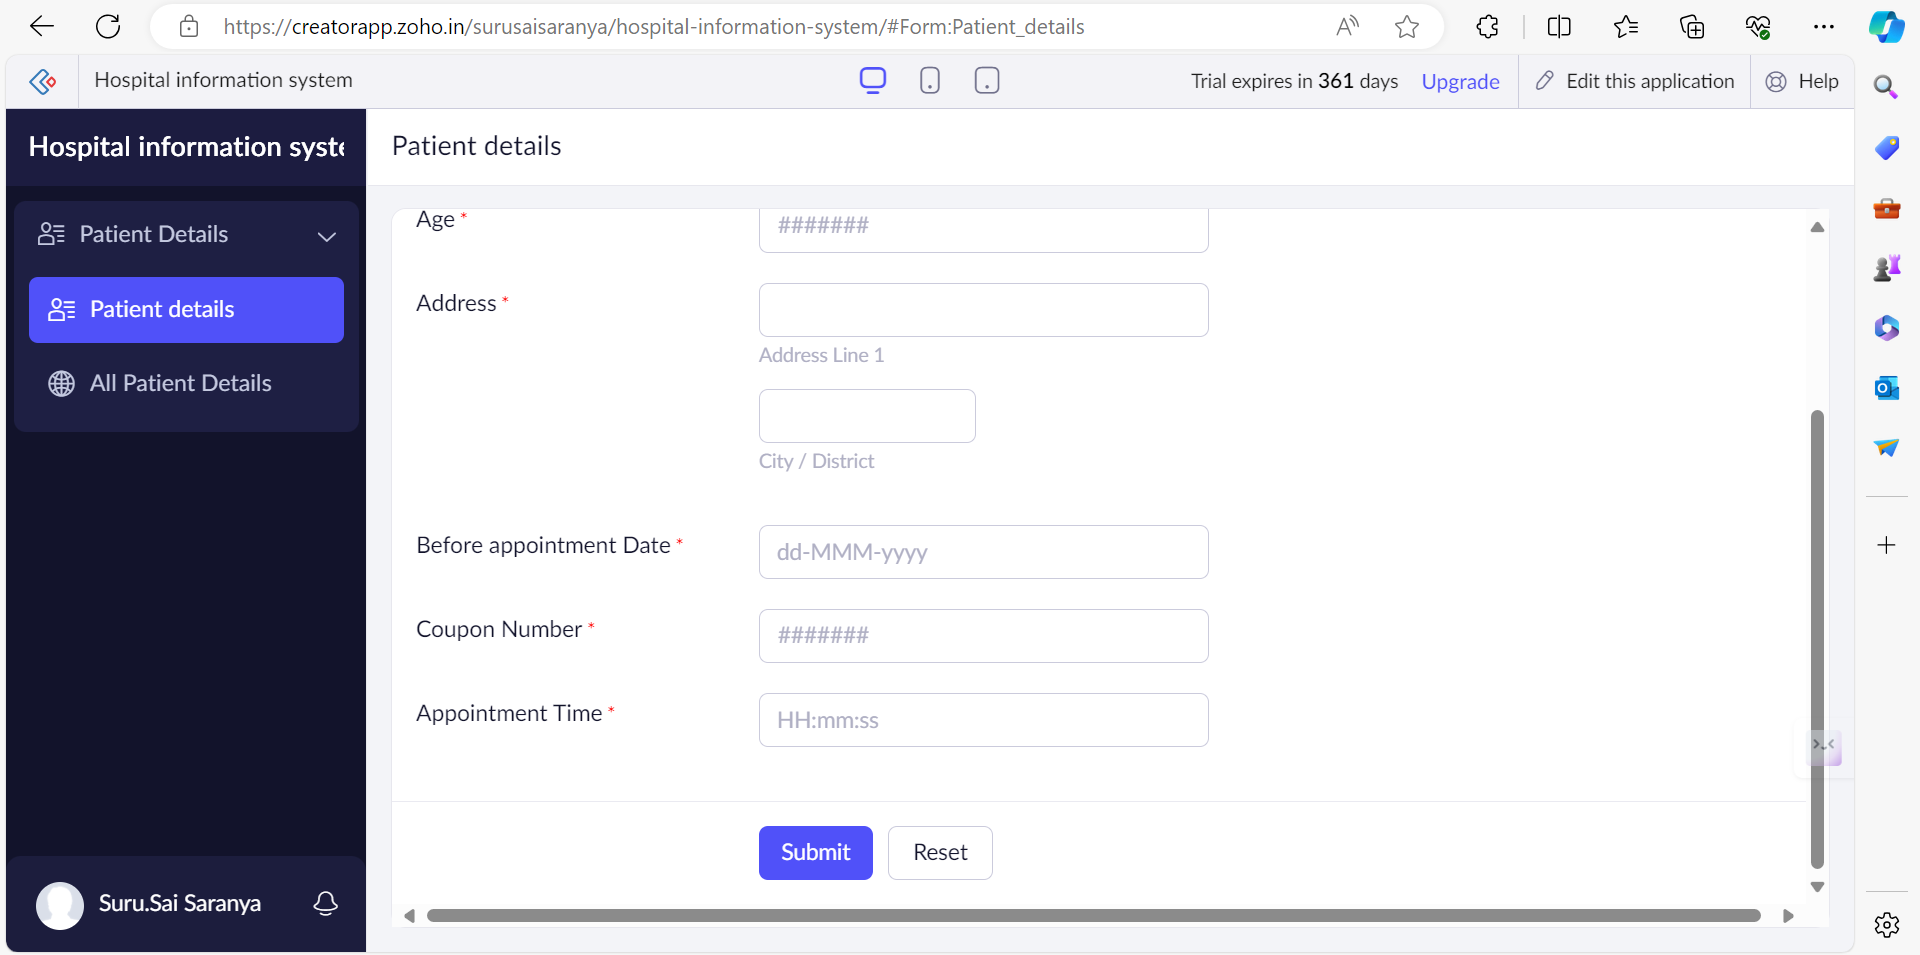 https://creatorapp.zoho.in/surusaisaranya/hospital-information-system/#Form:Patient_details
Hospital information system
Trial expires in 361 days
Upgrade
Edit this application
Help
Hospital information syste
Patient details
Patient Details
Patient details
All Patient Details
Age *
#######
Address *
Address Line 1
City / District
Before appointment Date *
dd-MMM-yyyy
Coupon Number *
#######
Appointment Time *
HH:mm:ss
Submit
Reset
Suru.Sai Saranya